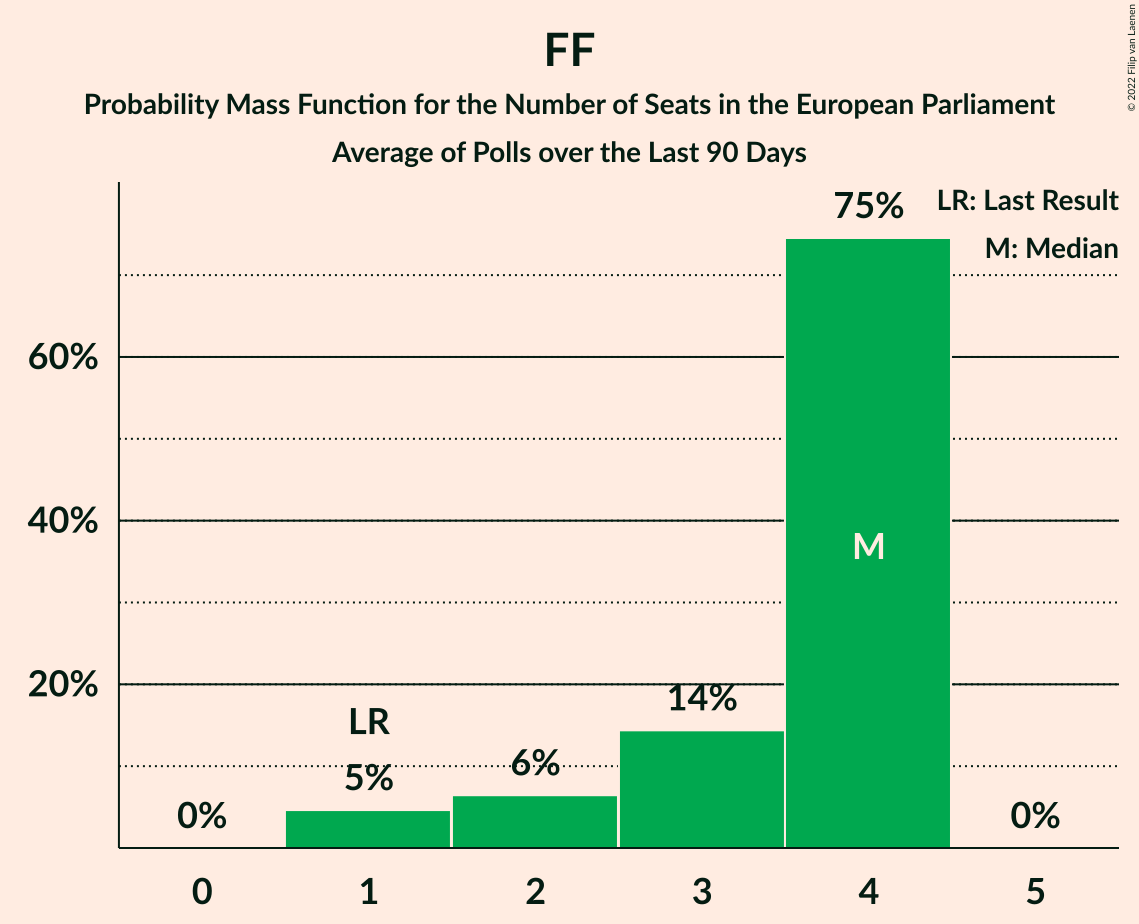 FF
Probability Mass Function for the Number of Seats in the European Parliament
Average of Polls over the Last 90 Days
© 2022 Filip van Laenen
LR: Last Result
M: Median
75%
60%
40%
20%
M
14%
LR
5%
6%
0%
0%
0 1 2 3 4 5